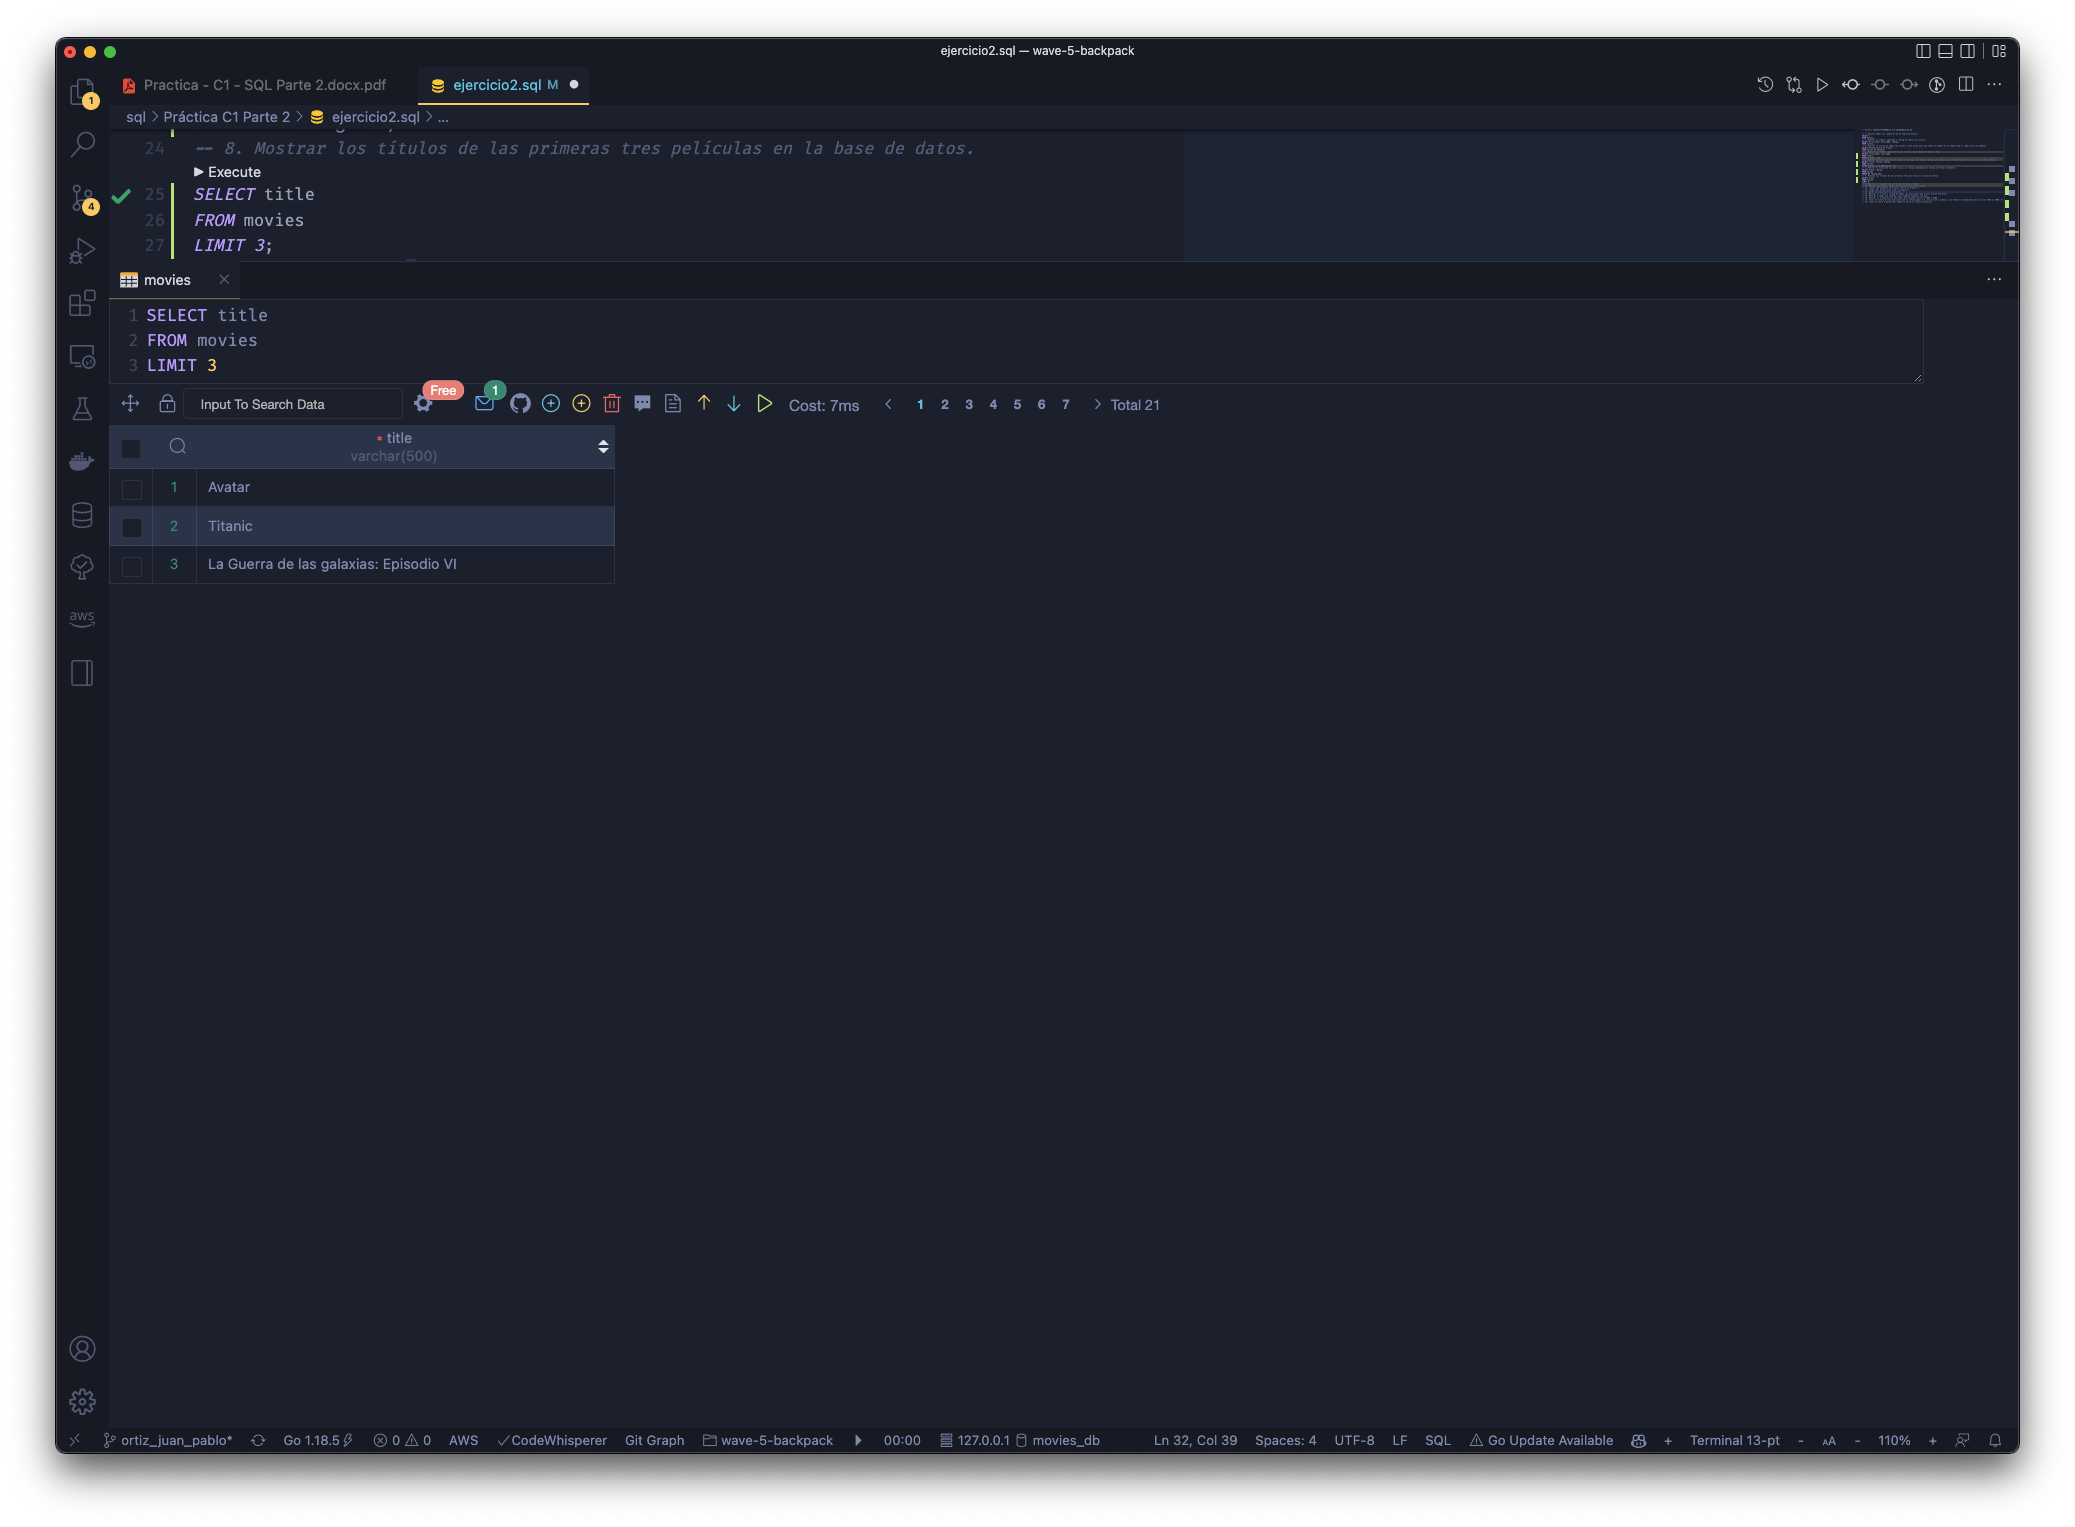 ejercicio2.sql — wave-5-backpack
1
Practica - C1 - SQL Parte 2.docx.pdf
ejercicio2.sql M
sql > Práctica C1 Parte 2 > ejercicio2.sql > ...
24 -- 8. Mostrar los títulos de las primeras tres películas en la base de datos.
Execute
25 SELECT title
26 FROM movies
27 LIMIT 3;
4
movies
1 SELECT title
2 FROM movies
3 LIMIT 3
Input To Search Data
Free
1
Cost: 7ms
< 1 2 3 4 5 6 7 > Total 21
* title
varchar(500)
1 Avatar
2 Titanic
3 La Guerra de las galaxias: Episodio VI
aws
ortiz_juan_pablo* Go 1.18.5 0 0 AWS CodeWhisperer Git Graph wave-5-backpack 00:00 127.0.0.1 movies_db Ln 32, Col 39 Spaces: 4 UTF-8 LF SQL Go Update Available + Terminal 13-pt - AA - 110% +